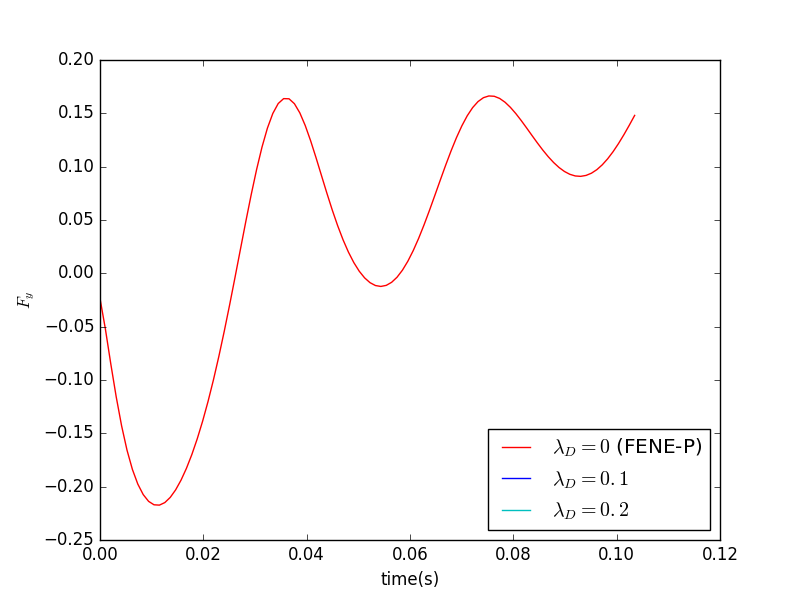 0.20
0.15
0.10
0.05
0.00
−0.05
−0.10
−0.15
−0.20
−0.25
F_y
0.00 0.02 0.04 0.06 0.08 0.10 0.12
time(s)
λ_D = 0 (FENE-P)
λ_D = 0.1
λ_D = 0.2